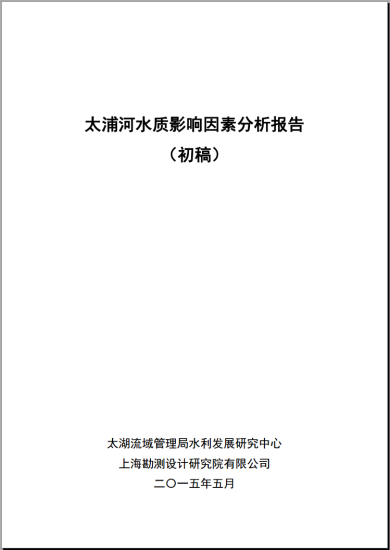 太浦河水质影响因素分析报告
（初稿）
太湖流域管理局水利发展研究中心
上海勘测设计研究院有限公司
二〇一五年五月